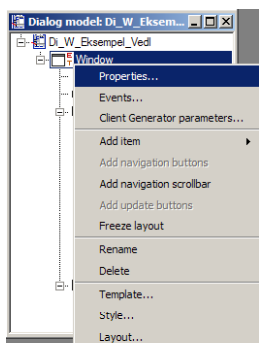 Dialog model: Di_W_Eksem...
Di_W_Eksempel_Vedl
Window
Properties...
Events...
Client Generator parameters...
Add item
Add navigation buttons
Add navigation scrollbar
Add update buttons
Freeze layout
Rename
Delete
Template...
Style...
Layout...